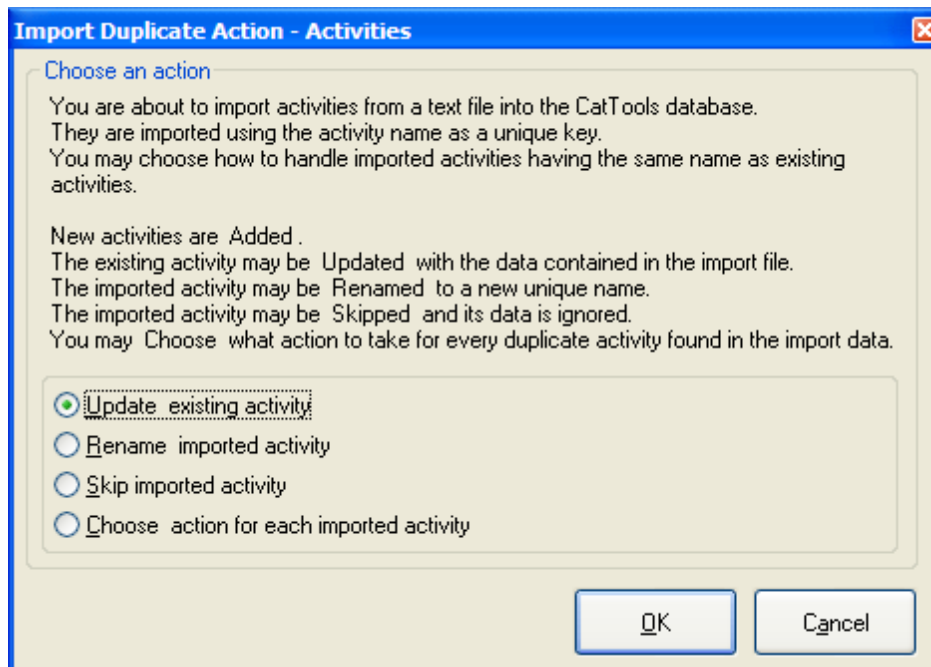 Import Duplicate Action - Activities
Choose an action
You are about to import activities from a text file into the CatTools database.
They are imported using the activity name as a unique key.
You may choose how to handle imported activities having the same name as existing
activities.
New activities are Added .
The existing activity may be Updated with the data contained in the import file.
The imported activity may be Renamed to a new unique name.
The imported activity may be Skipped and its data is ignored.
You may Choose what action to take for every duplicate activity found in the import data.
Update existing activity
Rename imported activity
Skip imported activity
Choose action for each imported activity
OK Cancel